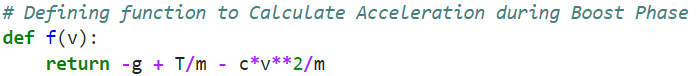 # Defining function to Calculate Acceleration during Boost Phase
def f(v):
    return -g + T/m - c*v**2/m